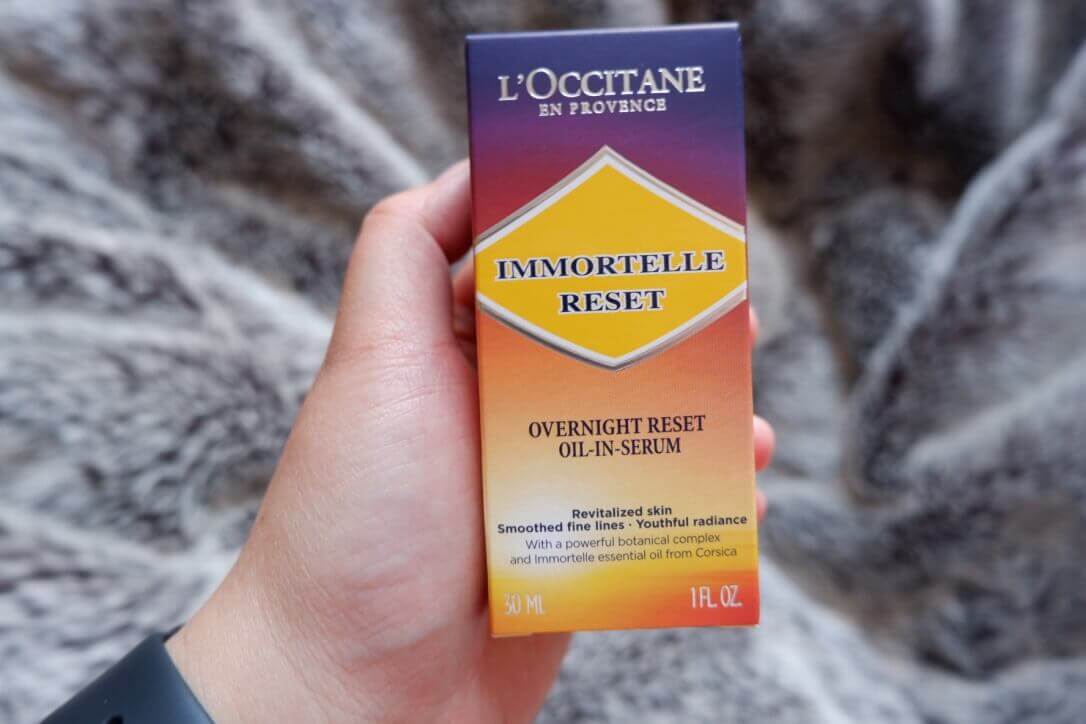 L'OCCITANE
EN PROVENCE
IMMORTELLE
RESET
OVERNIGHT RESET
OIL-IN-SERUM
Revitalized skin
Smoothed fine lines · Youthful radiance
With a powerful botanical complex
and Immortelle essential oil from Corsica
30 ML 1 FL. OZ.